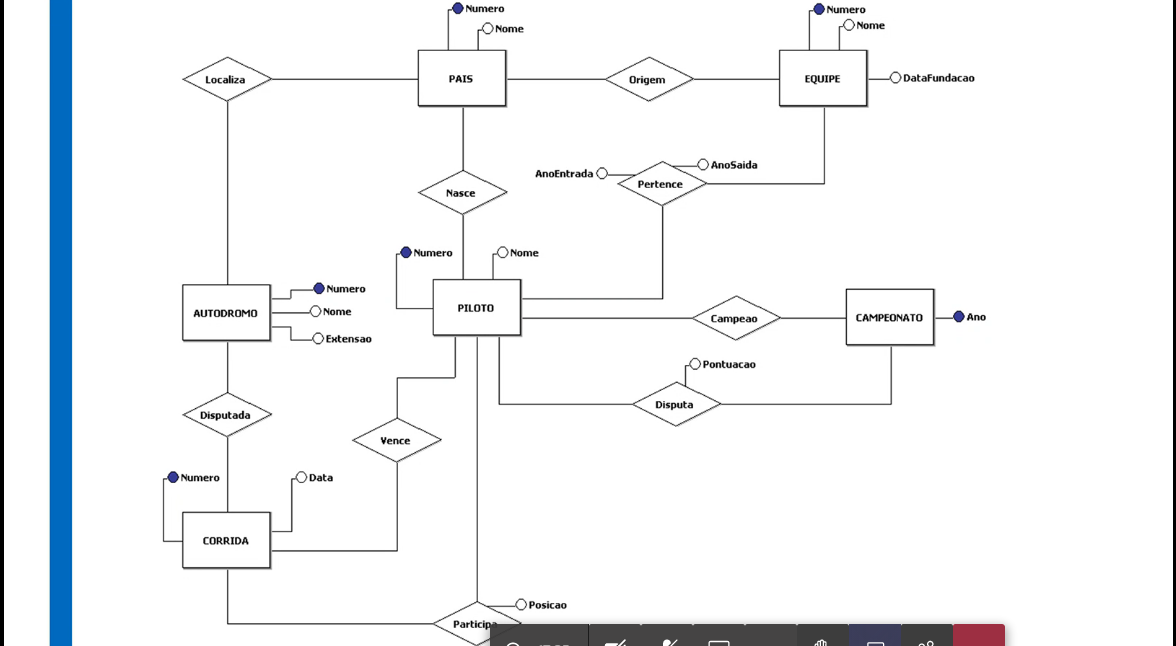 Numero
Nome
Numero
Nome
Localiza
PAIS
Origem
EQUIPE
DataFundacao
AnoEntrada
AnoSaida
Pertence
Nasce
Numero
Nome
Numero
Nome
Extensao
AUTODROMO
PILOTO
Campeao
CAMPEONATO
Ano
Pontuacao
Disputa
Disputada
Vence
Numero
Data
CORRIDA
Posicao
Participa